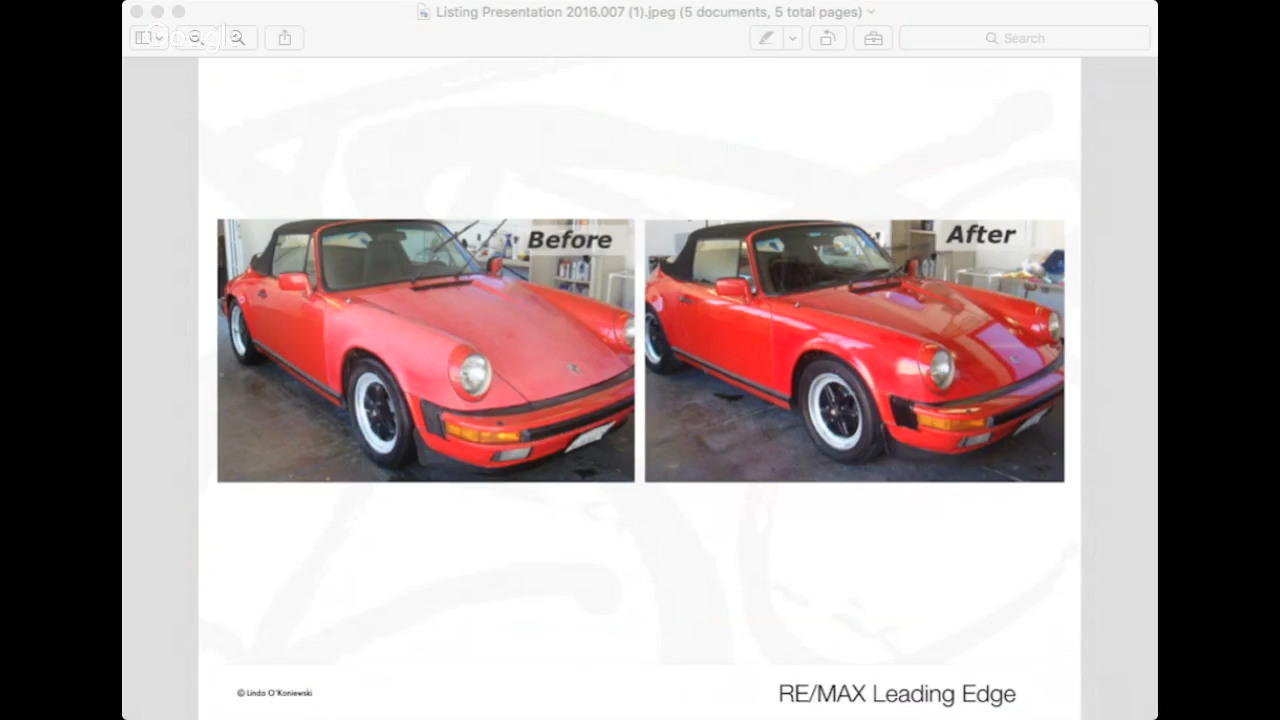 Listing Presentation 2016.007 (1).jpeg (5 documents, 5 total pages)
Google
Search
Before
After
© Linda O'Koniewski
RE/MAX Leading Edge